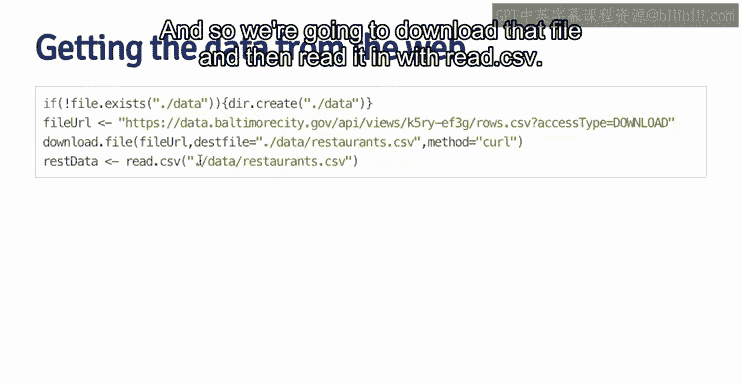 And so we're going to download that file
and then read it in with read.csv.
Getting the data from the web
if(!file.exists("./data")){dir.create("./data")}
fileUrl <- "https://data.baltimorecity.gov/api/views/k5ry-ef3g/rows.csv?accessType=DOWNLOAD"
download.file(fileUrl,destfile="./data/restaurants.csv",method="curl")
restData <- read.csv("./data/restaurants.csv")